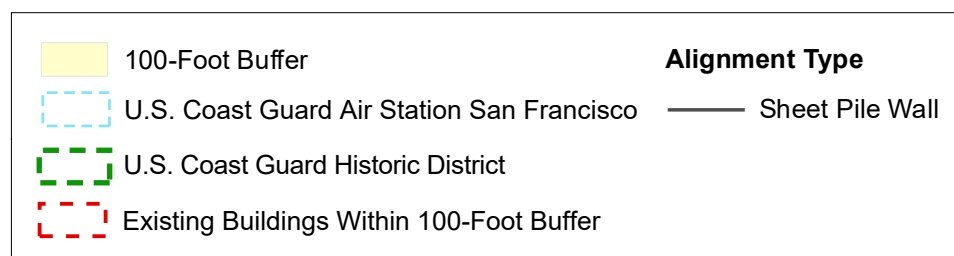 100-Foot Buffer
U.S. Coast Guard Air Station San Francisco
U.S. Coast Guard Historic District
Existing Buildings Within 100-Foot Buffer
Alignment Type
Sheet Pile Wall